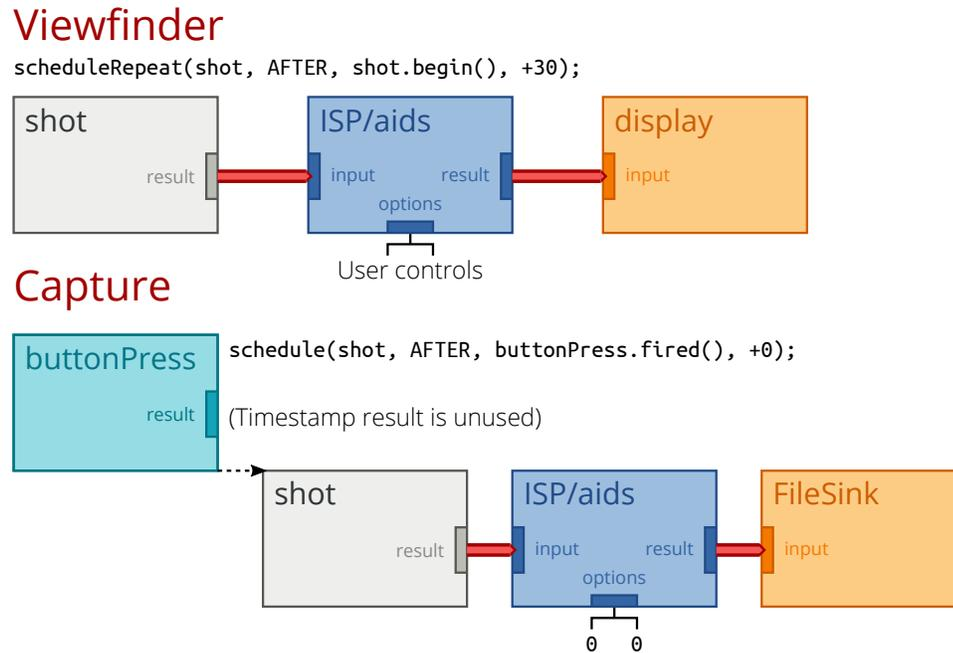 Viewfinder
scheduleRepeat(shot, AFTER, shot.begin(), +30);
shot
result
ISP/aids
input result
options
User controls
display
input
Capture
buttonPress
result
schedule(shot, AFTER, buttonPress.fired(), +0);
(Timestamp result is unused)
shot
result
ISP/aids
input result
options
0 0
FileSink
input